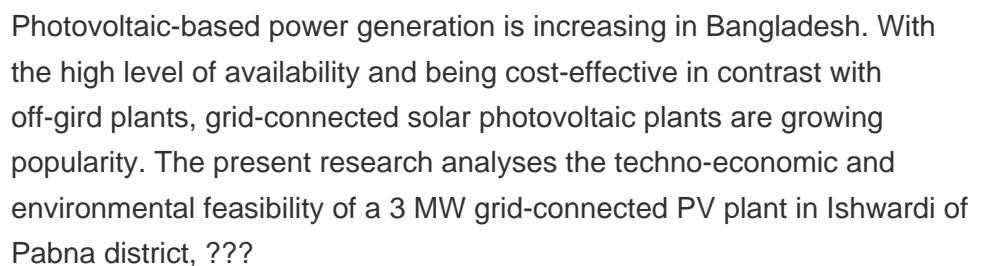 Photovoltaic-based power generation is increasing in Bangladesh. With
the high level of availability and being cost-effective in contrast with
off-gird plants, grid-connected solar photovoltaic plants are growing
popularity. The present research analyses the techno-economic and
environmental feasibility of a 3 MW grid-connected PV plant in Ishwardi of
Pabna district, ???